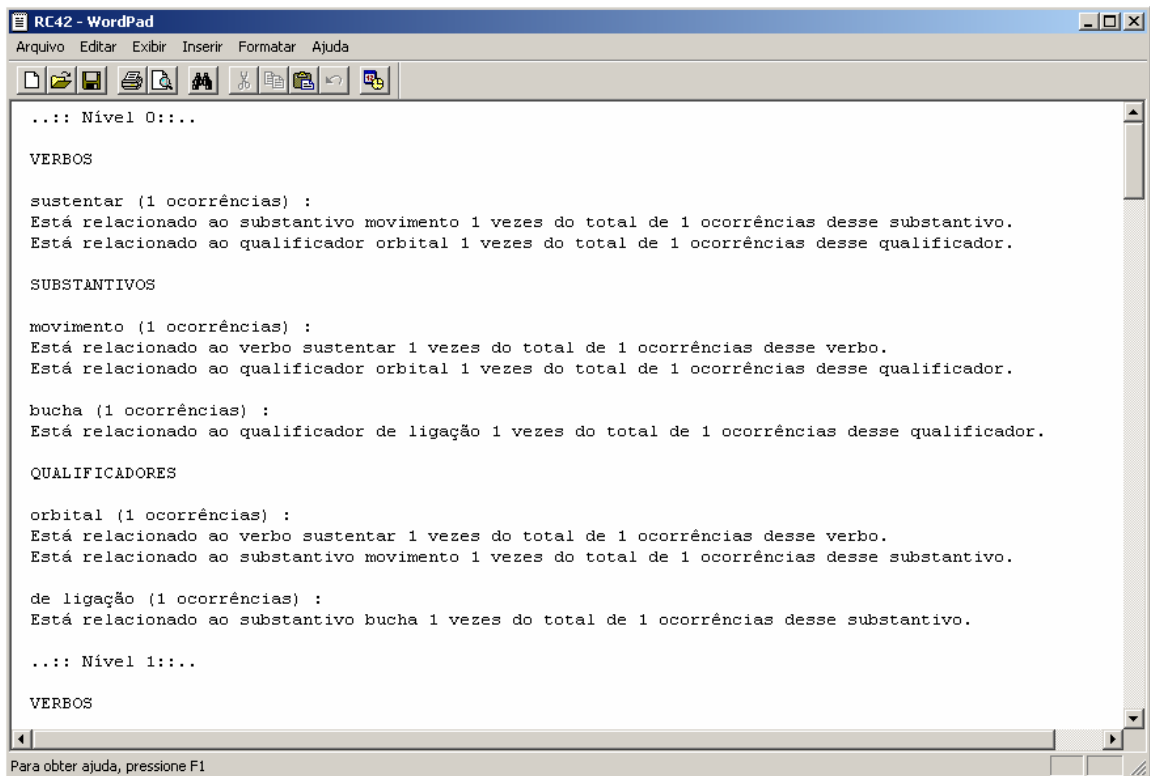 RC42 - WordPad
Arquivo Editar Exibir Inserir Formatar Ajuda
..:: Nível 0::..
VERBOS
sustentar (1 ocorrências) :
Está relacionado ao substantivo movimento 1 vezes do total de 1 ocorrências desse substantivo.
Está relacionado ao qualificador orbital 1 vezes do total de 1 ocorrências desse qualificador.
SUBSTANTIVOS
movimento (1 ocorrências) :
Está relacionado ao verbo sustentar 1 vezes do total de 1 ocorrências desse verbo.
Está relacionado ao qualificador orbital 1 vezes do total de 1 ocorrências desse qualificador.
bucha (1 ocorrências) :
Está relacionado ao qualificador de ligação 1 vezes do total de 1 ocorrências desse qualificador.
QUALIFICADORES
orbital (1 ocorrências) :
Está relacionado ao verbo sustentar 1 vezes do total de 1 ocorrências desse verbo.
Está relacionado ao substantivo movimento 1 vezes do total de 1 ocorrências desse substantivo.
de ligação (1 ocorrências) :
Está relacionado ao substantivo bucha 1 vezes do total de 1 ocorrências desse substantivo.
..:: Nível 1::..
VERBOS
Para obter ajuda, pressione F1